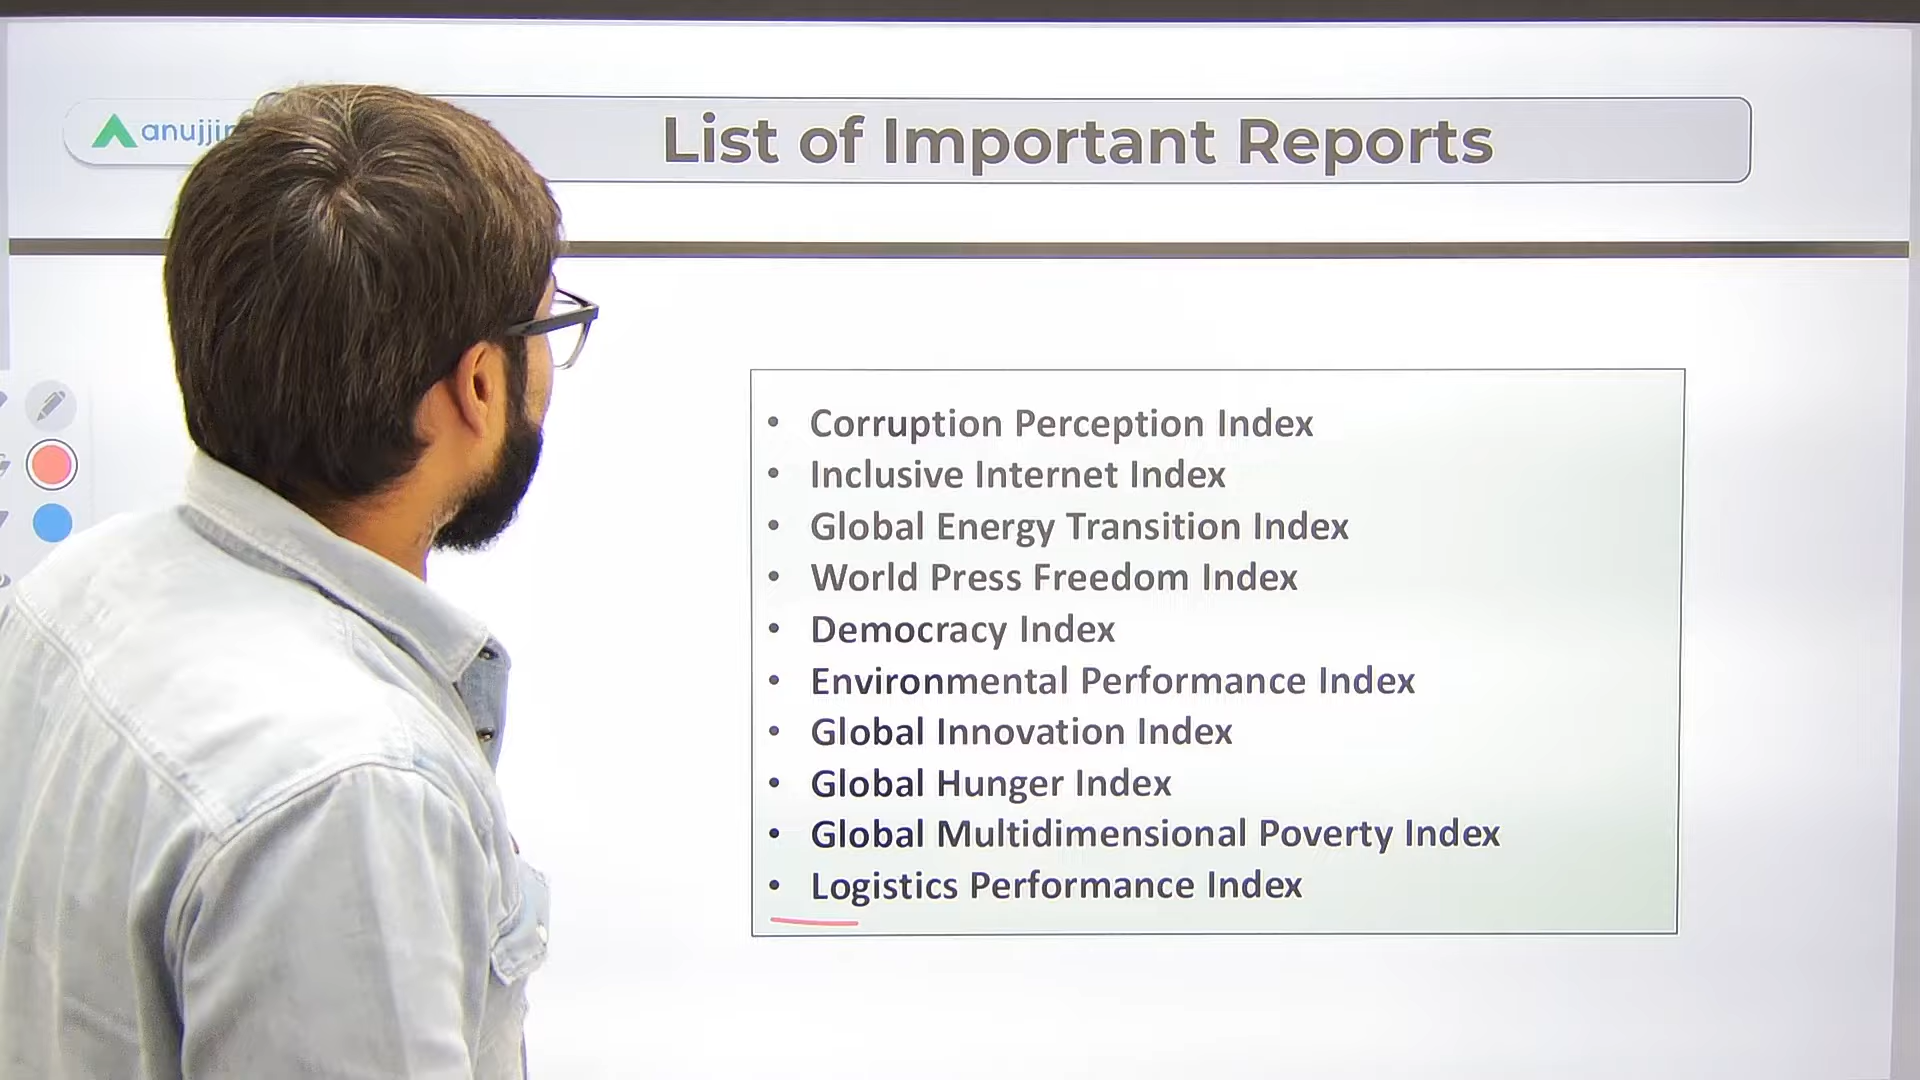 List of Important Reports
• Corruption Perception Index
• Inclusive Internet Index
• Global Energy Transition Index
• World Press Freedom Index
• Democracy Index
• Environmental Performance Index
• Global Innovation Index
• Global Hunger Index
• Global Multidimensional Poverty Index
• Logistics Performance Index